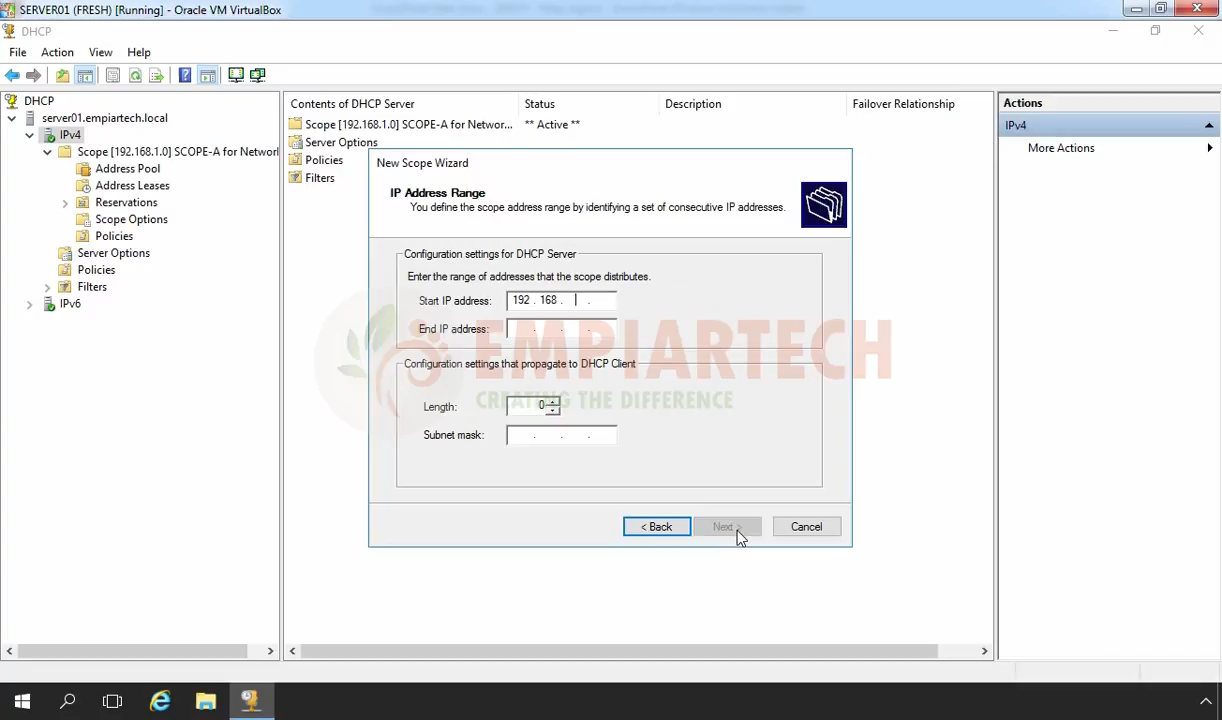 SERVER01 (FRESH) [Running] - Oracle VM VirtualBox
DHCP
File Action View Help
DHCP
server01.empiartech.local
IPv4
Scope [192.168.1.0] SCOPE-A for Networl
Address Pool
Address Leases
Reservations
Scope Options
Policies
Server Options
Policies
Filters
IPv6
Contents of DHCP Server Status Description Failover Relationship
Scope [192.168.1.0] SCOPE-A for Networ... ** Active **
Server Options
Policies
Filters
New Scope Wizard
IP Address Range
You define the scope address range by identifying a set of consecutive IP addresses.
Configuration settings for DHCP Server
Enter the range of addresses that the scope distributes.
Start IP address: 192 . 168 . .
End IP address: . . .
Configuration settings that propagate to DHCP Client
Length: 0
Subnet mask: . . .
< Back Next > Cancel
EMPIARTECH
CREATING THE DIFFERENCE
Actions
IPv4
More Actions